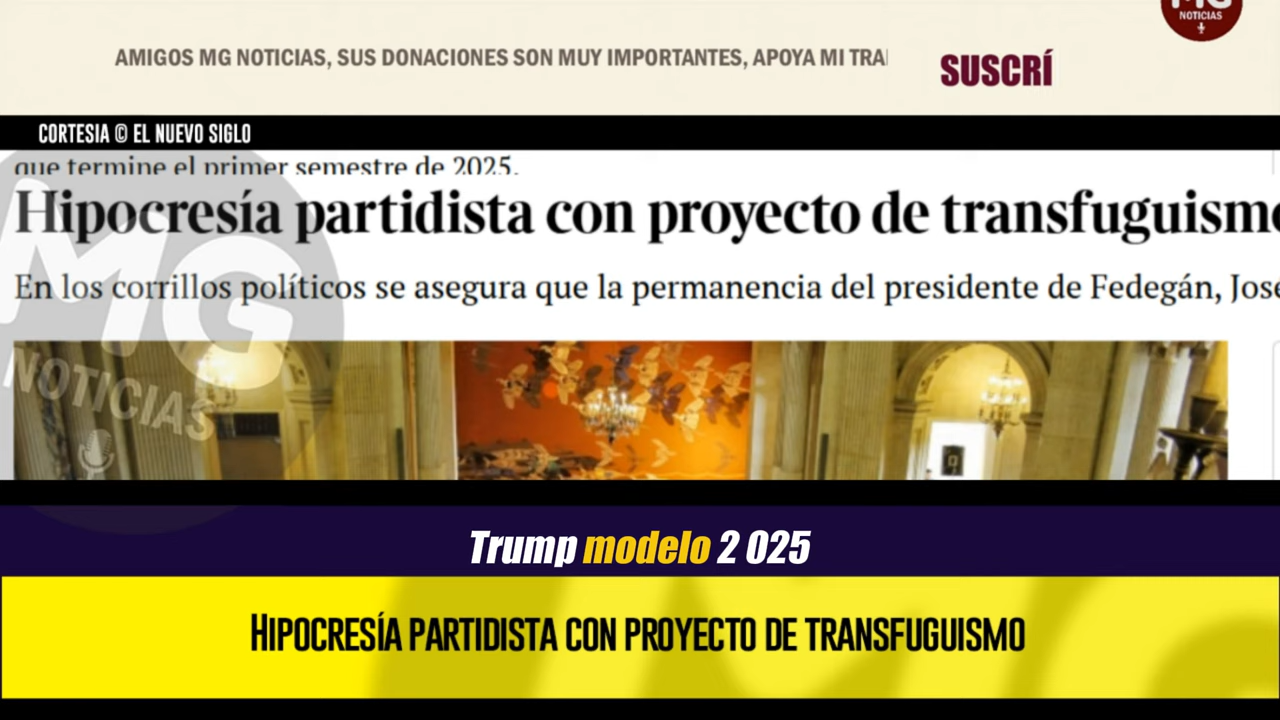 MG
NOTICIAS
AMIGOS MG NOTICIAS, SUS DONACIONES SON MUY IMPORTANTES, APOYA MI TRA
SUSCRÍ
CORTESIA © EL NUEVO SIGLO
que termine el primer semestre de 2025.
Hipocresía partidista con proyecto de transfuguismo
En los corrillos políticos se asegura que la permanencia del presidente de Fedegán, José
MG
NOTICIAS
Trump modelo 2 025
HIPOCRESÍA PARTIDISTA CON PROYECTO DE TRANSFUGUISMO